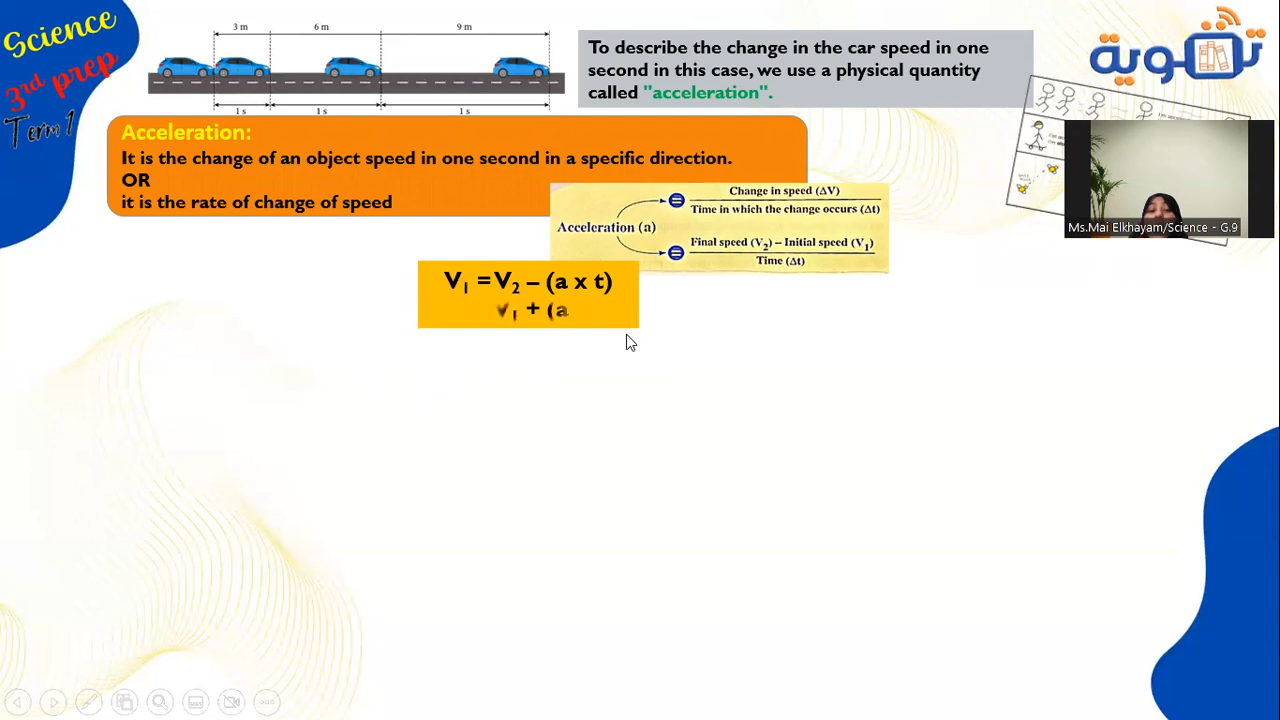 Science
3rd prep
Term 1
3 m 6 m 9 m
1 s 1 s 1 s
To describe the change in the car speed in one
second in this case, we use a physical quantity
called "acceleration".
تربوية
Acceleration:
It is the change of an object speed in one second in a specific direction.
OR
it is the rate of change of speed
Acceleration (a)
Change in speed (ΔV)
Time in which the change occurs (Δt)
Final speed (V2) – Initial speed (V1)
Time (Δt)
V1 = V2 – (a x t)
V1 + (a
Ms.Mai Elkhayam/Science - G.9